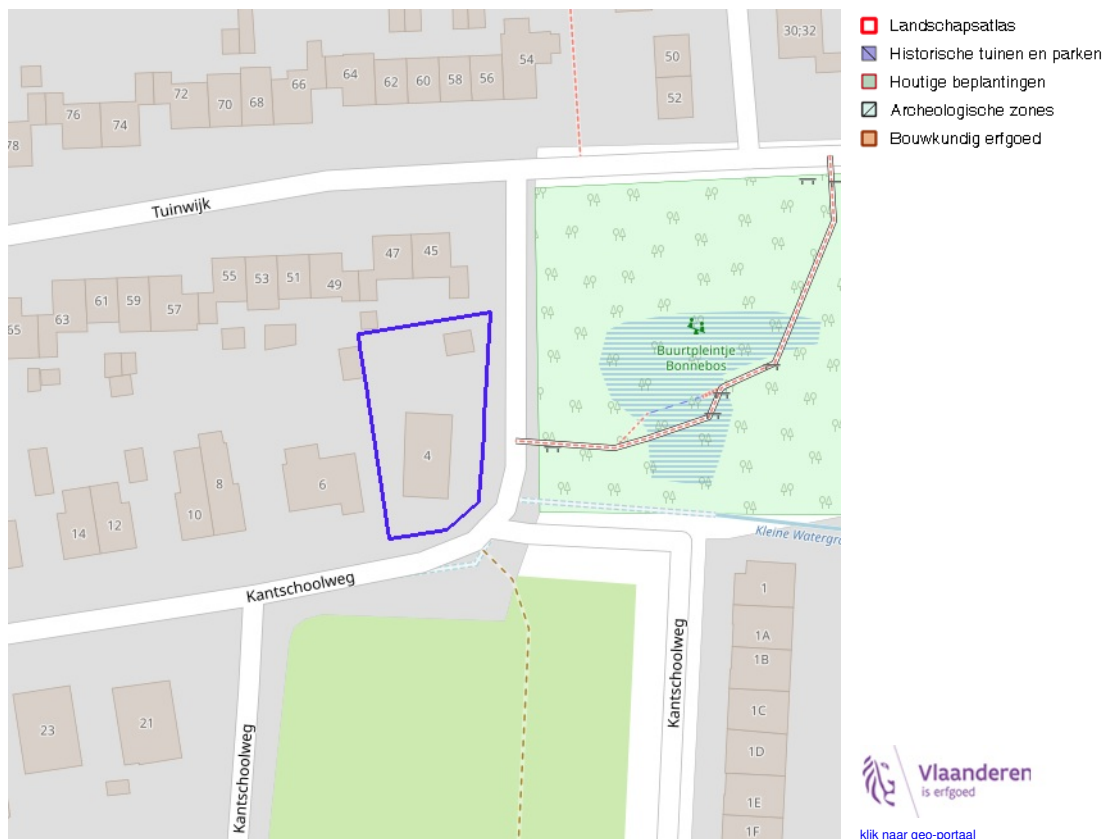 54
30;32
50
64
62
60
58
56
66
72
70
68
52
76
74
78
Tuinwijk
47
45
55
53
51
49
61
59
57
63
65
Buurtpleintje
Bonnebos
4
6
8
10
14
12
Kleine Watergra
Kantschoolweg
1
1A
1B
1C
1D
1E
1F
Kantschoolweg
Kantschoolweg
23
21
Landschapsatlas
Historische tuinen en parken
Houtige beplantingen
Archeologische zones
Bouwkundig erfgoed
Vlaanderen
is erfgoed
klik naar geo-portaal